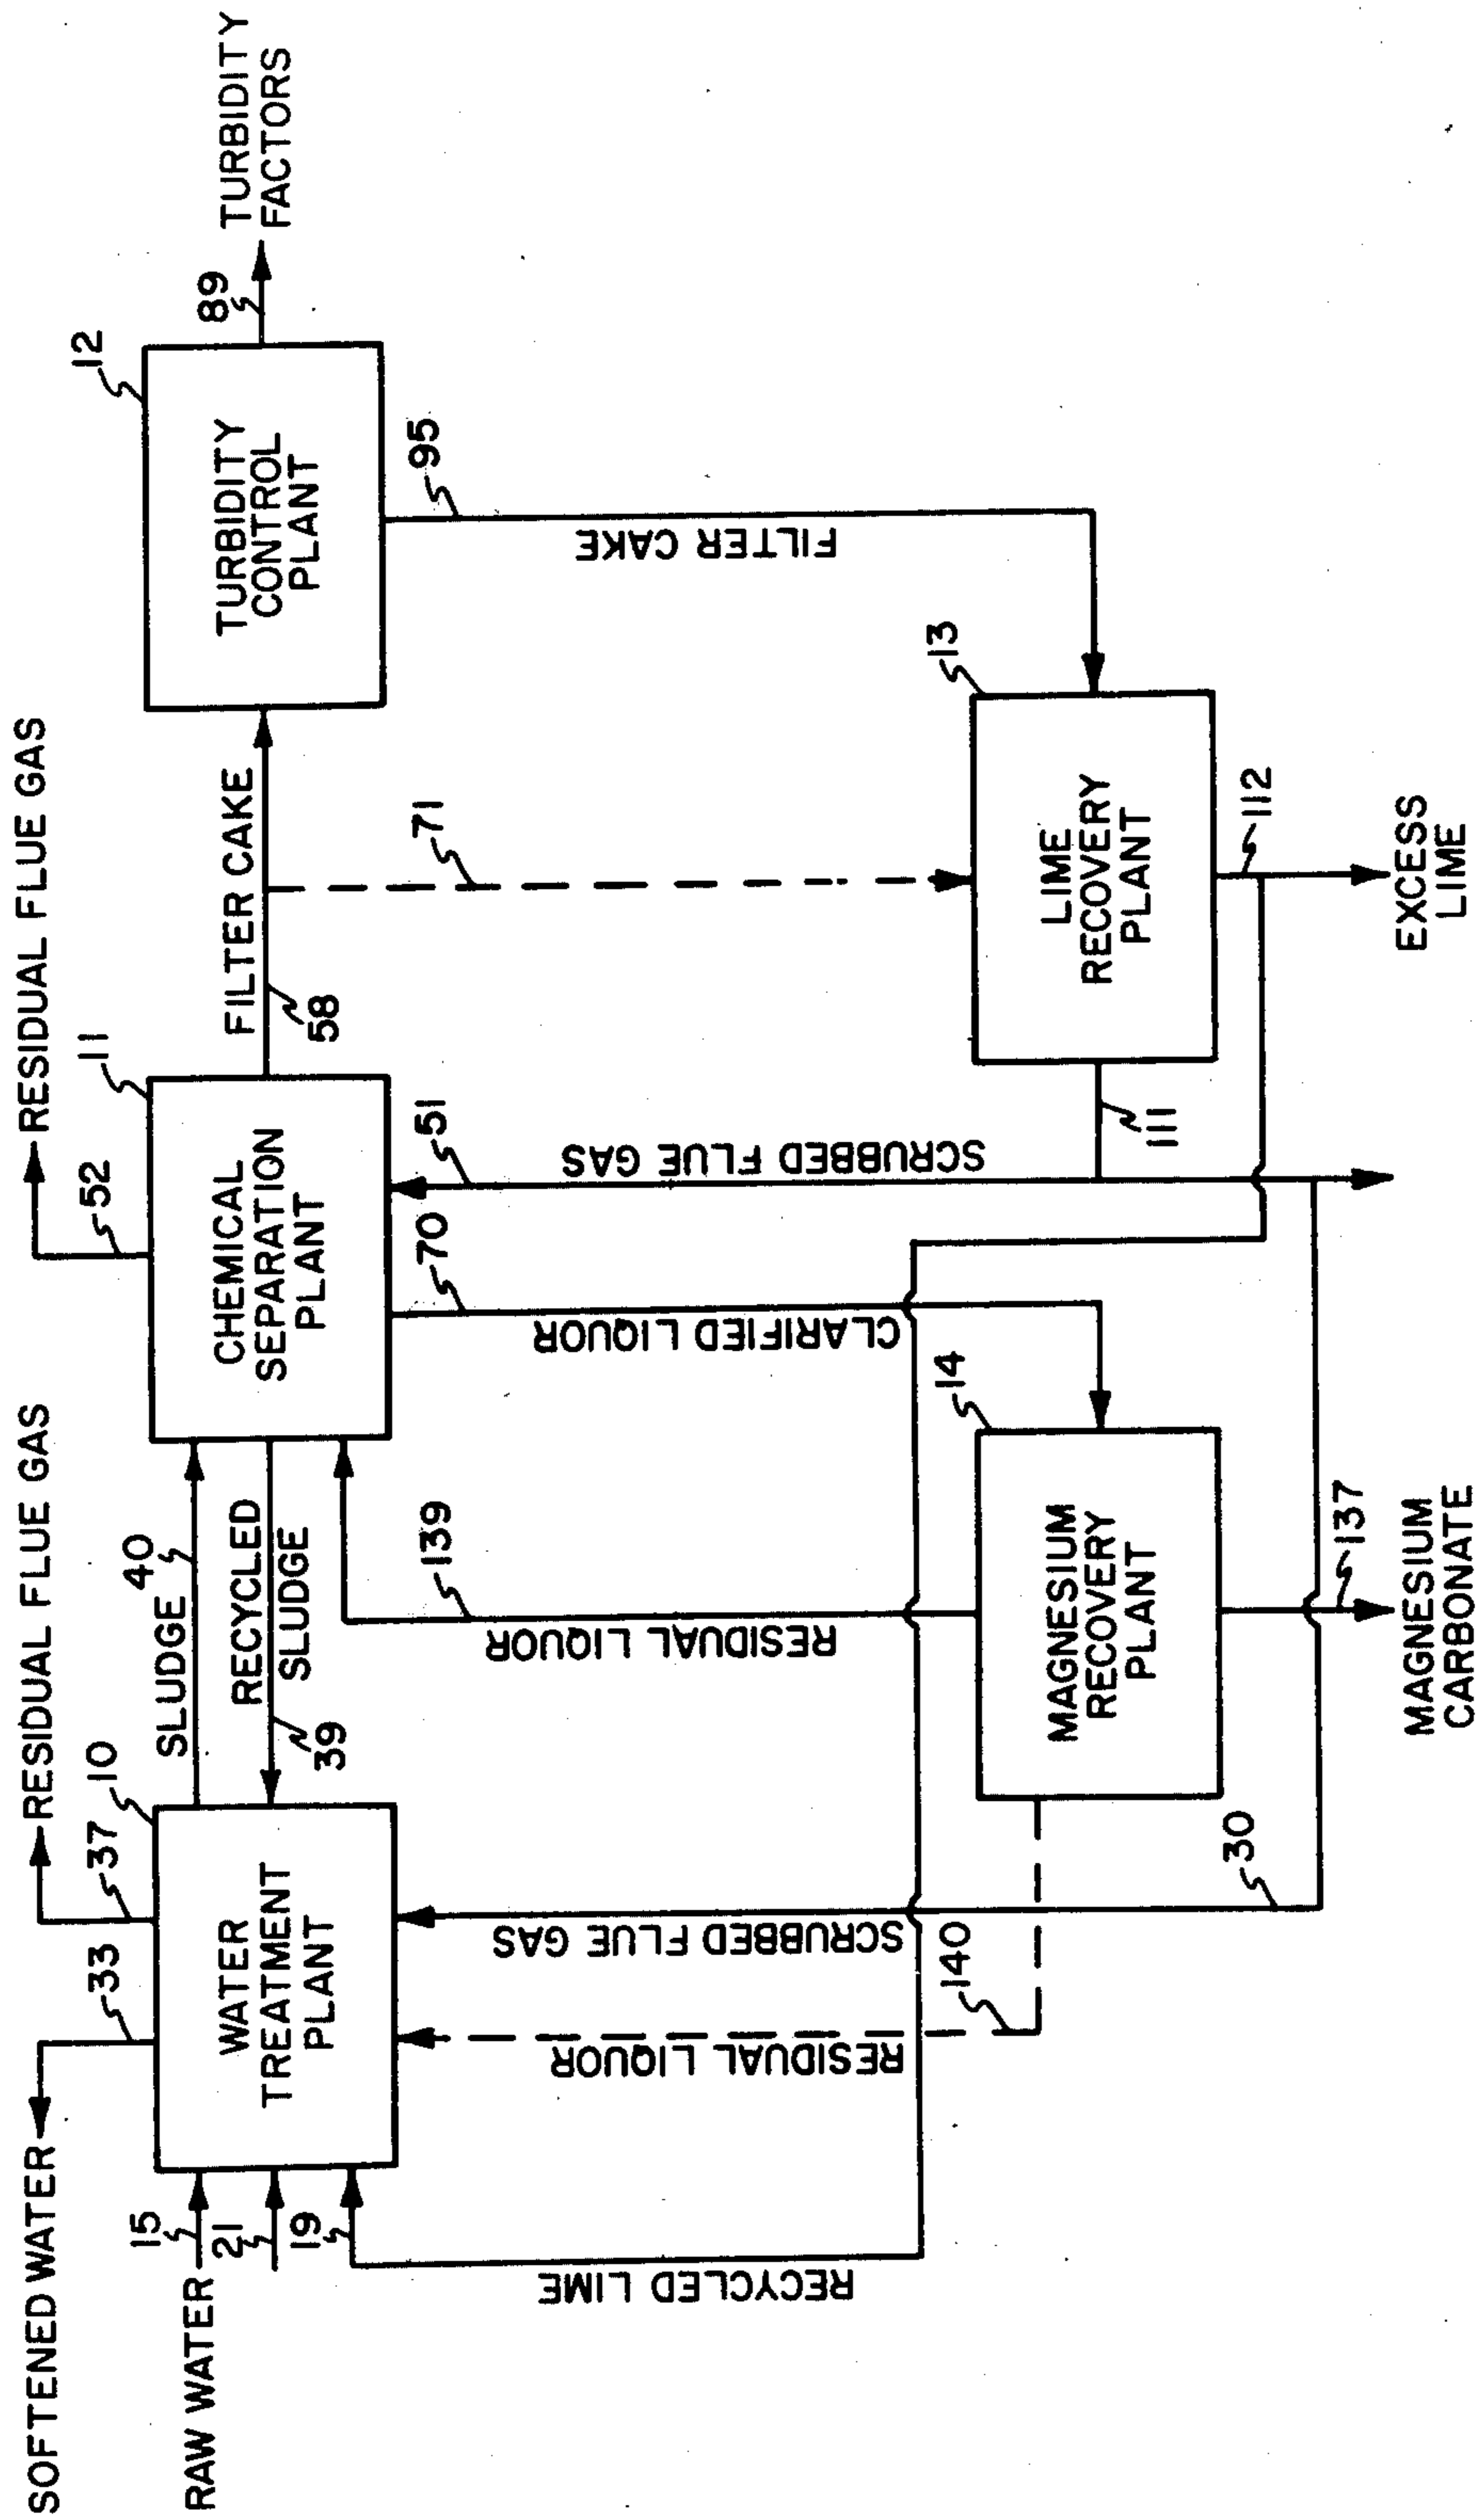 SOFTENED WATER
33
37
RESIDUAL FLUE GAS
52
RESIDUAL FLUE GAS
RAW WATER
15
21
19
10
WATER
TREATMENT
PLANT
SLUDGE
40
RECYCLED
SLUDGE
39
11
CHEMICAL
SEPARATION
PLANT
FILTER CAKE
58
12
TURBIDITY
CONTROL
PLANT
89
TURBIDITY
FACTORS
RECYCLED LIME
RESIDUAL LIQUOR
140
SCRUBBED FLUE GAS
30
RESIDUAL LIQUOR
139
CLARIFIED LIQUOR
70
SCRUBBED FLUE GAS
51
71
FILTER CAKE
95
14
MAGNESIUM
RECOVERY
PLANT
137
MAGNESIUM
CARBONATE
111
13
LIME
RECOVERY
PLANT
112
EXCESS
LIME